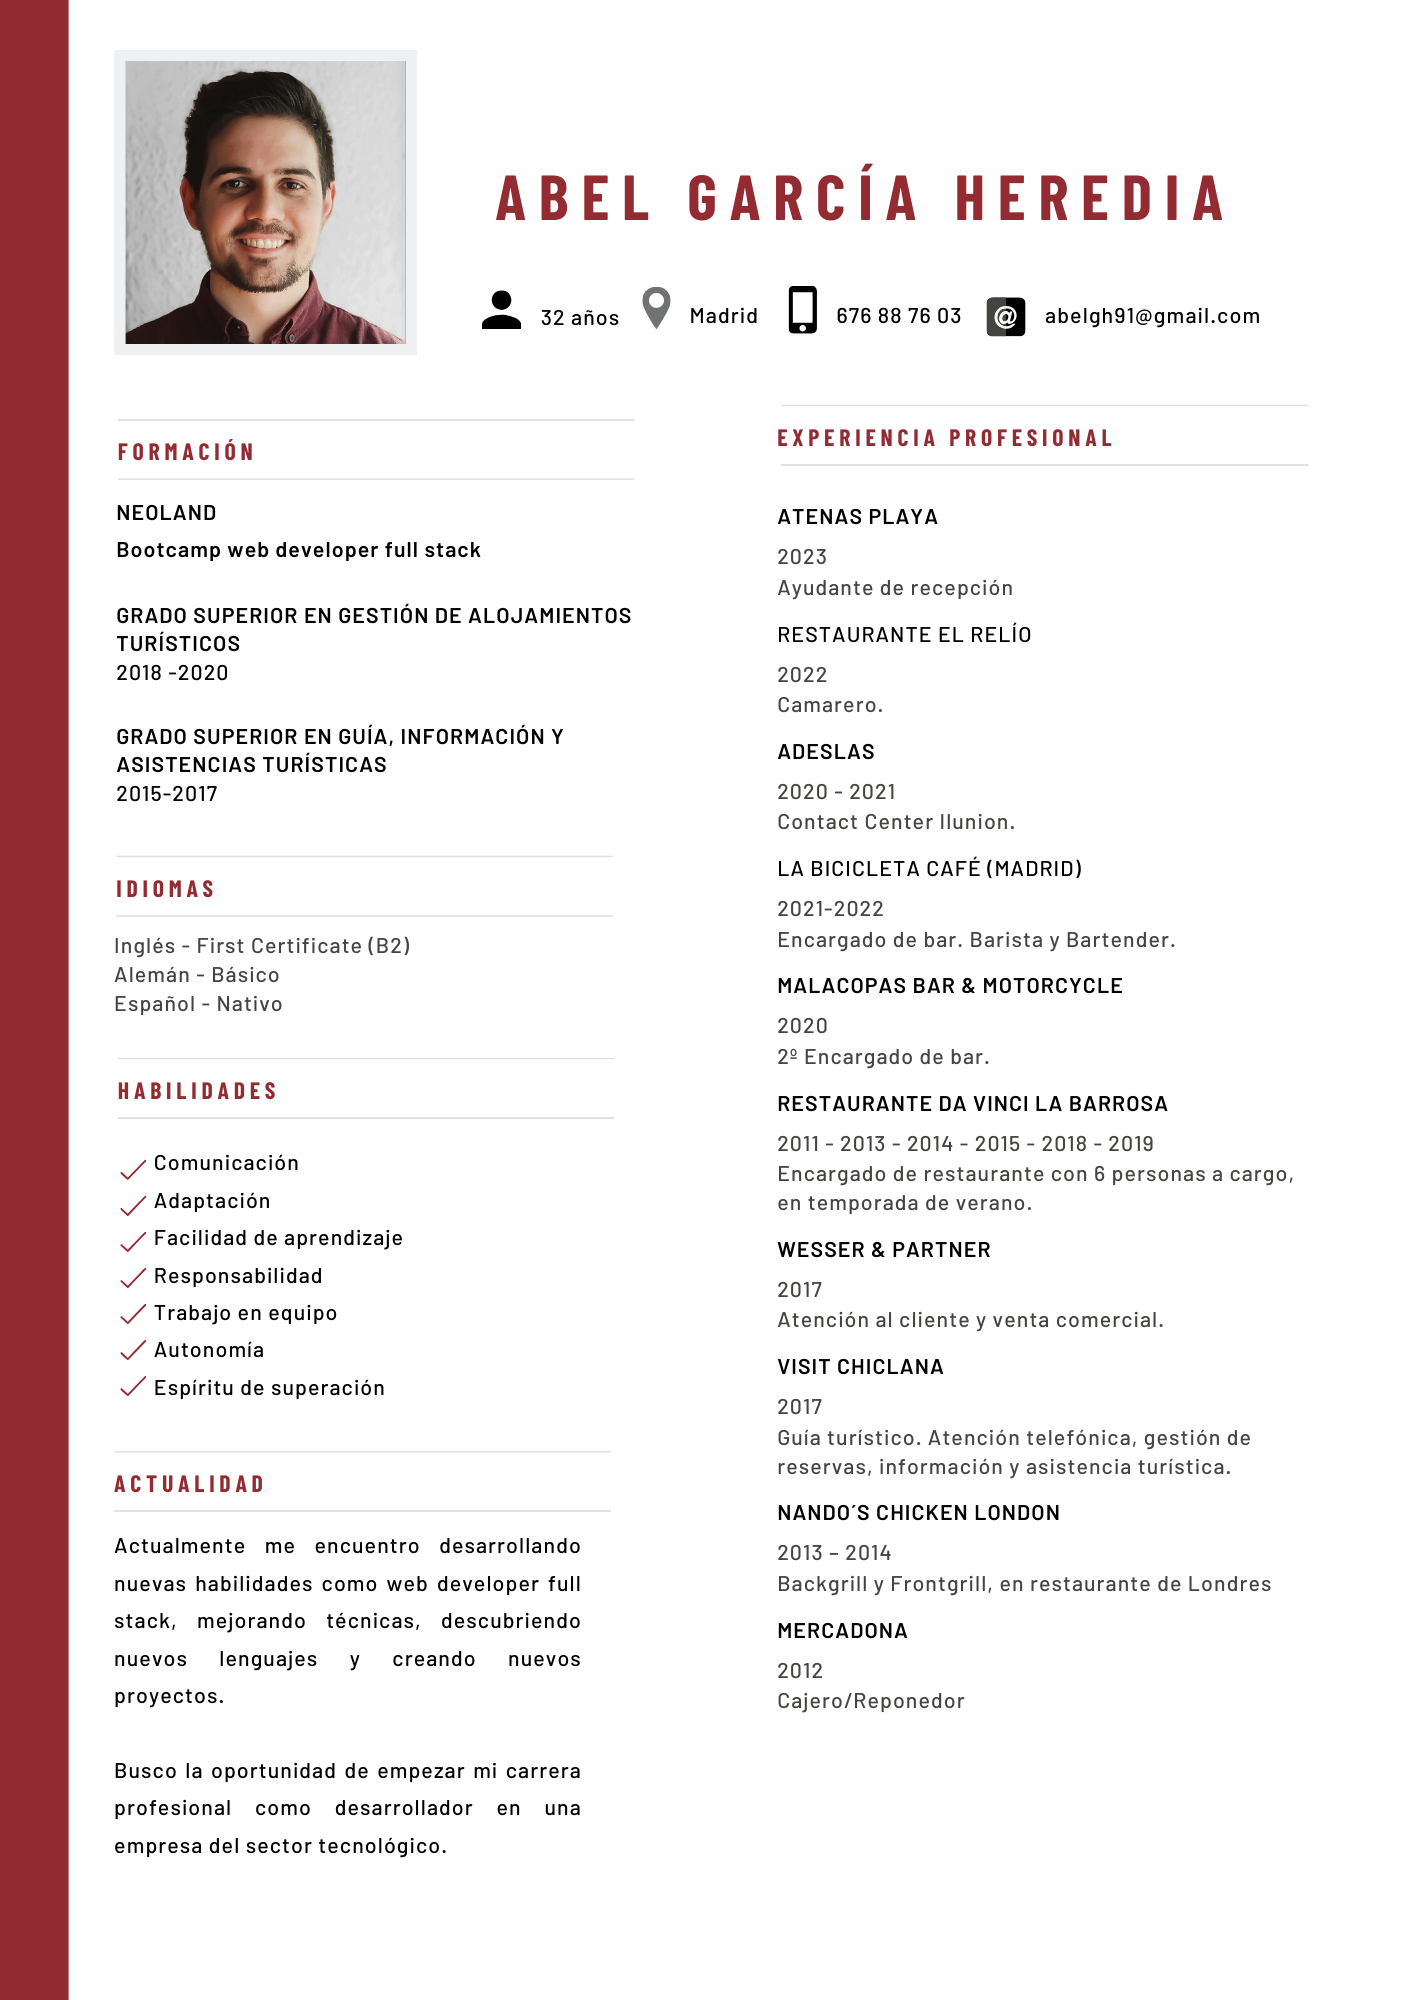 ABEL GARCÍA HEREDIA
32 años
Madrid
676 88 76 03
@
abelgh91@gmail.com
FORMACIÓN
NEOLAND
Bootcamp web developer full stack
GRADO SUPERIOR EN GESTIÓN DE ALOJAMIENTOS
TURÍSTICOS
2018 -2020
GRADO SUPERIOR EN GUÍA, INFORMACIÓN Y
ASISTENCIAS TURÍSTICAS
2015-2017
IDIOMAS
Inglés - First Certificate (B2)
Alemán - Básico
Español - Nativo
HABILIDADES
Comunicación
Adaptación
Facilidad de aprendizaje
Responsabilidad
Trabajo en equipo
Autonomía
Espíritu de superación
ACTUALIDAD
Actualmente me encuentro desarrollando
nuevas habilidades como web developer full
stack, mejorando técnicas, descubriendo
nuevos lenguajes y creando nuevos
proyectos.
Busco la oportunidad de empezar mi carrera
profesional como desarrollador en una
empresa del sector tecnológico.
EXPERIENCIA PROFESIONAL
ATENAS PLAYA
2023
Ayudante de recepción
RESTAURANTE EL RELÍO
2022
Camarero.
ADESLAS
2020 - 2021
Contact Center Ilunion.
LA BICICLETA CAFÉ (MADRID)
2021-2022
Encargado de bar. Barista y Bartender.
MALACOPAS BAR & MOTORCYCLE
2020
2º Encargado de bar.
RESTAURANTE DA VINCI LA BARROSA
2011 - 2013 - 2014 - 2015 - 2018 - 2019
Encargado de restaurante con 6 personas a cargo,
en temporada de verano.
WESSER & PARTNER
2017
Atención al cliente y venta comercial.
VISIT CHICLANA
2017
Guía turístico. Atención telefónica, gestión de
reservas, información y asistencia turística.
NANDO´S CHICKEN LONDON
2013 – 2014
Backgrill y Frontgrill, en restaurante de Londres
MERCADONA
2012
Cajero/Reponedor